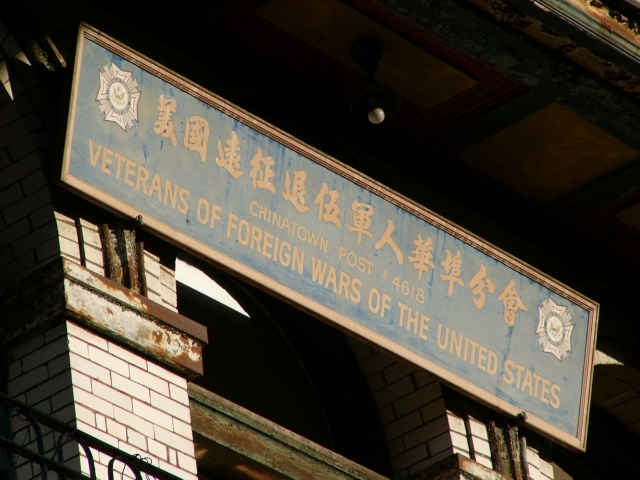 美國遠征退伍軍人華埠分會
CHINATOWN POST #4618
VETERANS OF FOREIGN WARS OF THE UNITED STATES